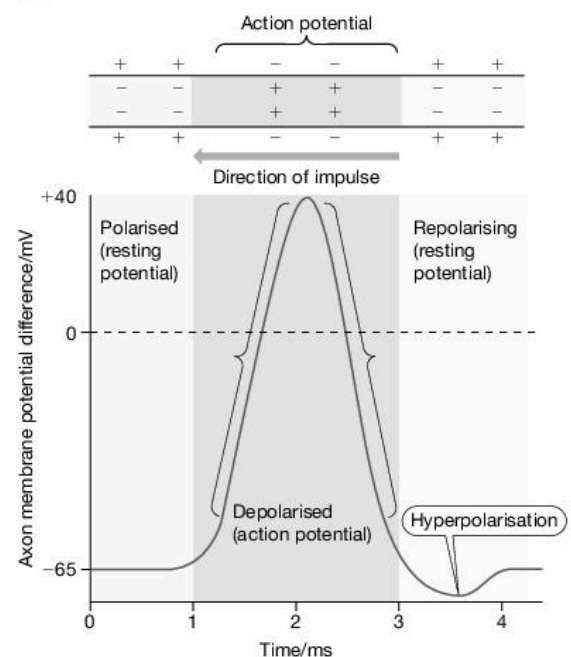 Action potential
+ + − − + +
− − + + − −
− − + + − −
+ + − − + +
Direction of impulse
+40
Polarised
(resting
potential)
Repolarising
(resting
potential)
Axon membrane potential difference/mV
0
Depolarised
(action potential)
Hyperpolarisation
−65
0 1 2 3 4
Time/ms